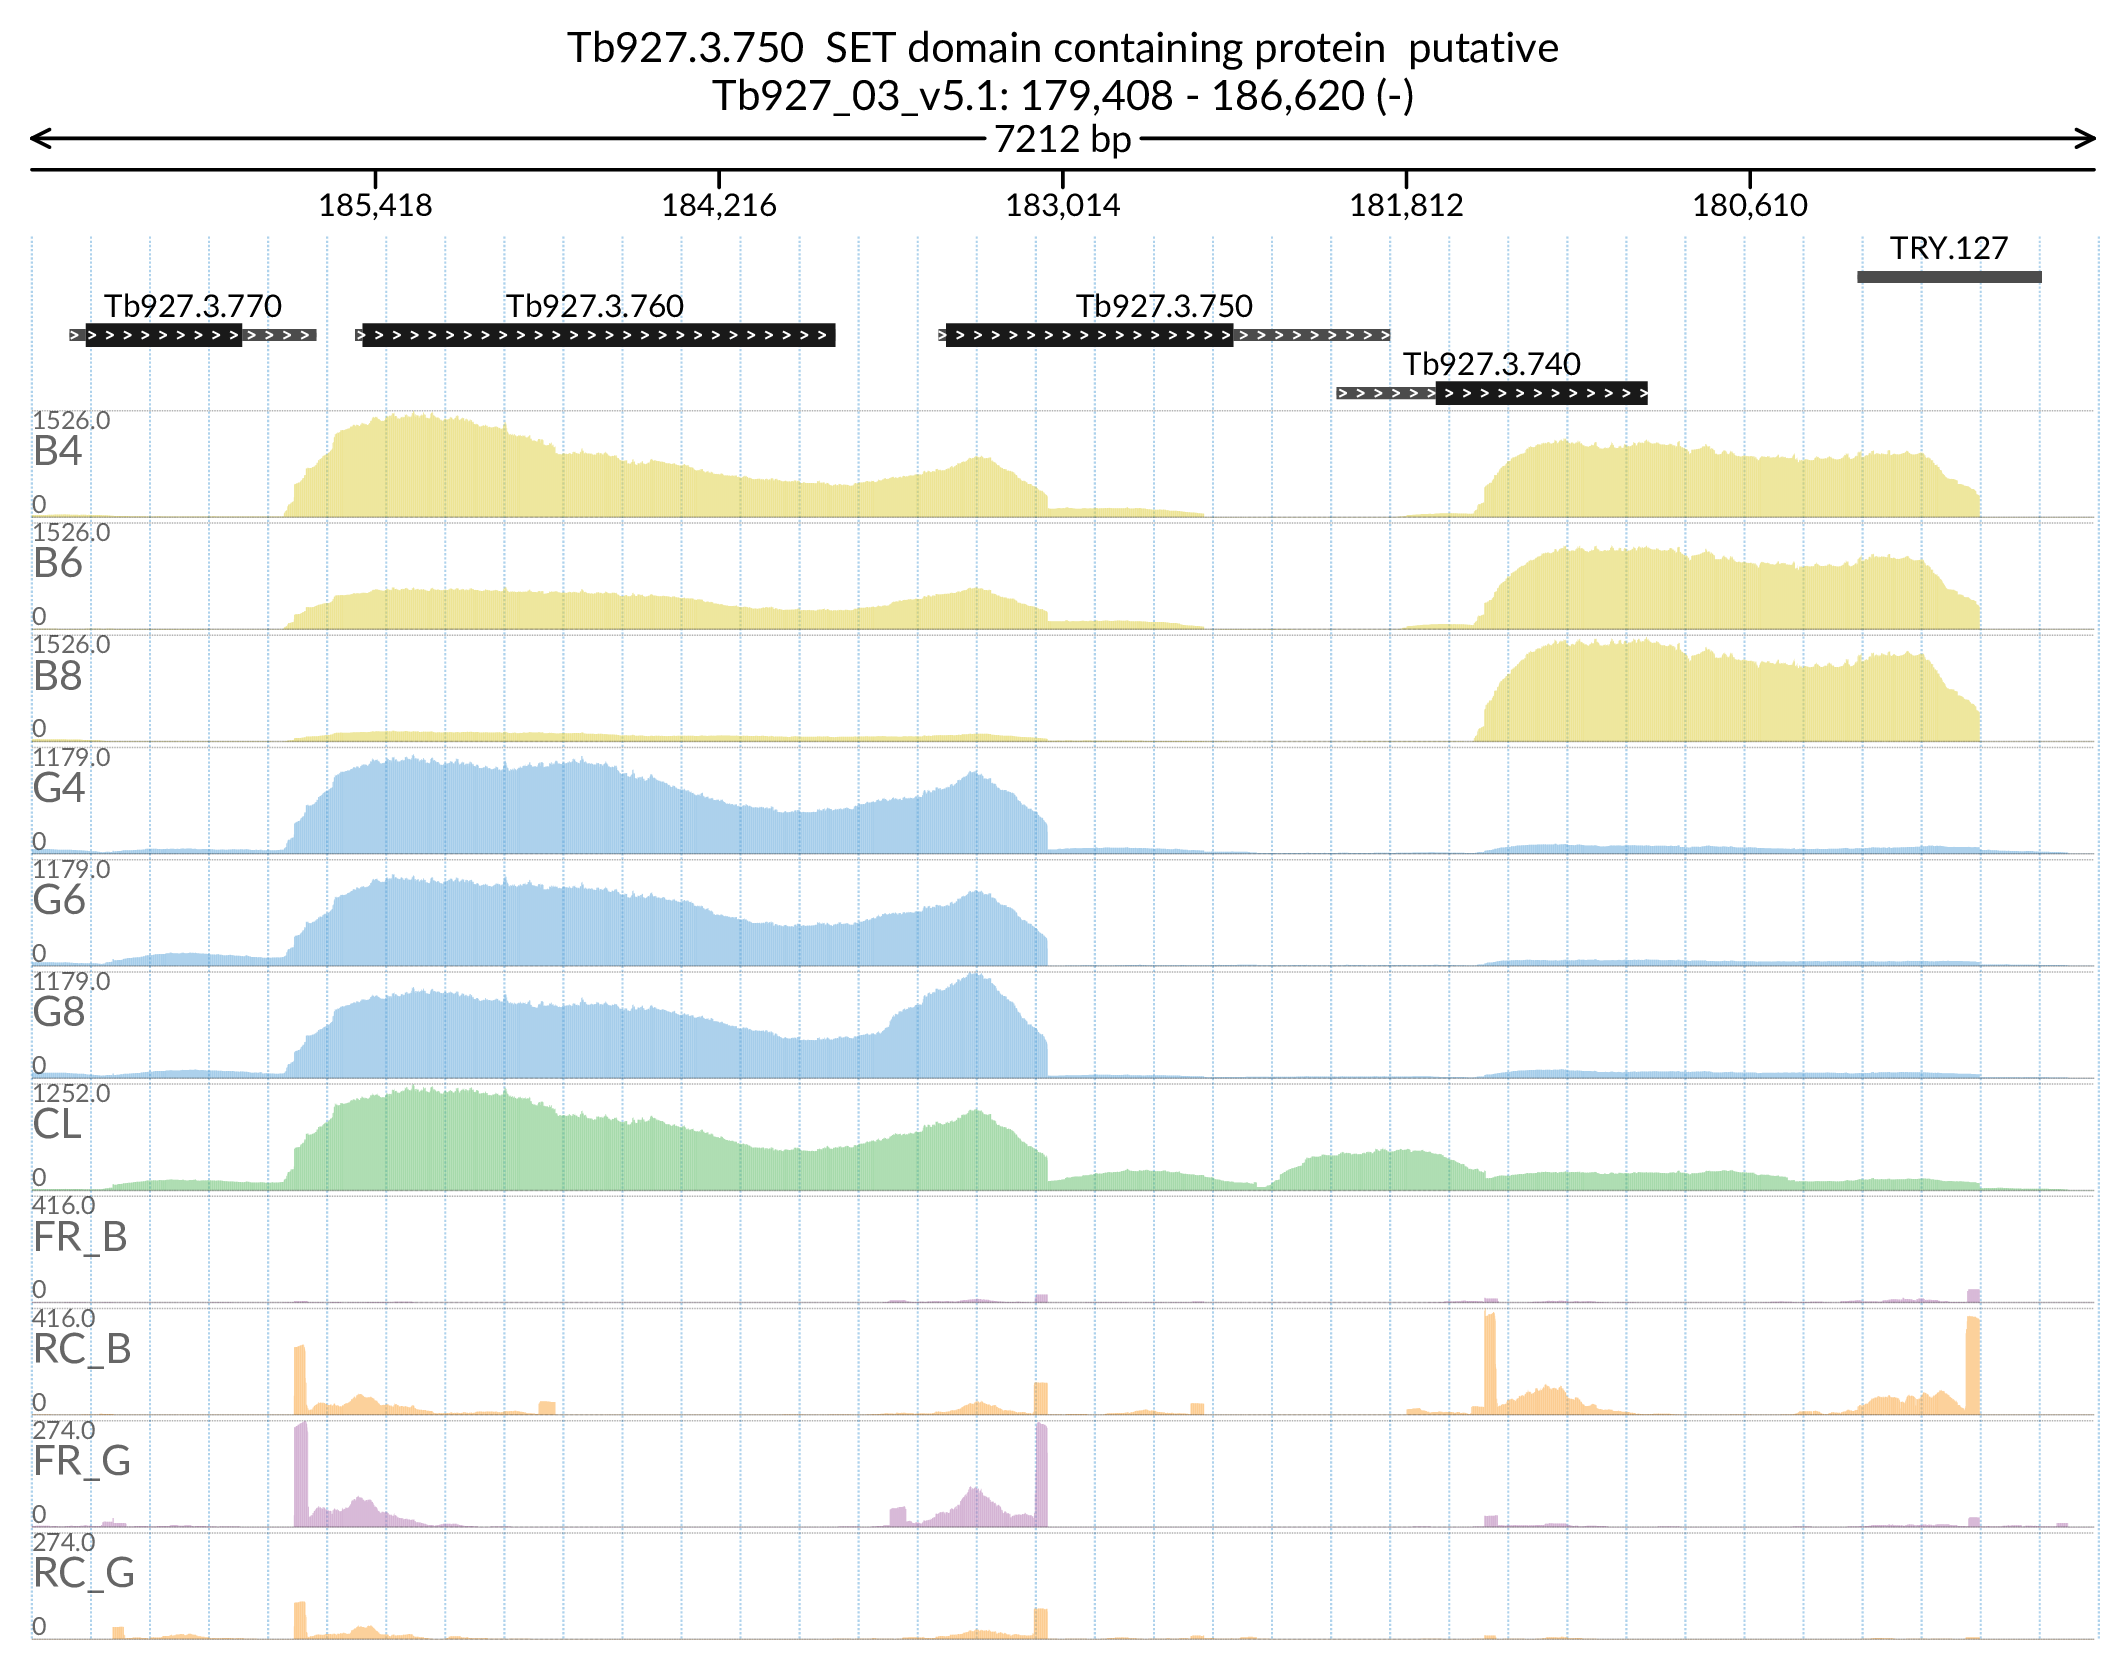 Tb927.3.750  SET domain containing protein  putative
Tb927_03_v5.1: 179,408 - 186,620 (-)
7212 bp
185,418 184,216 183,014 181,812 180,610
TRY.127
Tb927.3.770 Tb927.3.760 Tb927.3.750
Tb927.3.740
1526.0
B4
0
1526.0
B6
0
1526.0
B8
0
1179.0
G4
0
1179.0
G6
0
1179.0
G8
0
1252.0
CL
0
416.0
FR_B
0
416.0
RC_B
0
274.0
FR_G
0
274.0
RC_G
0